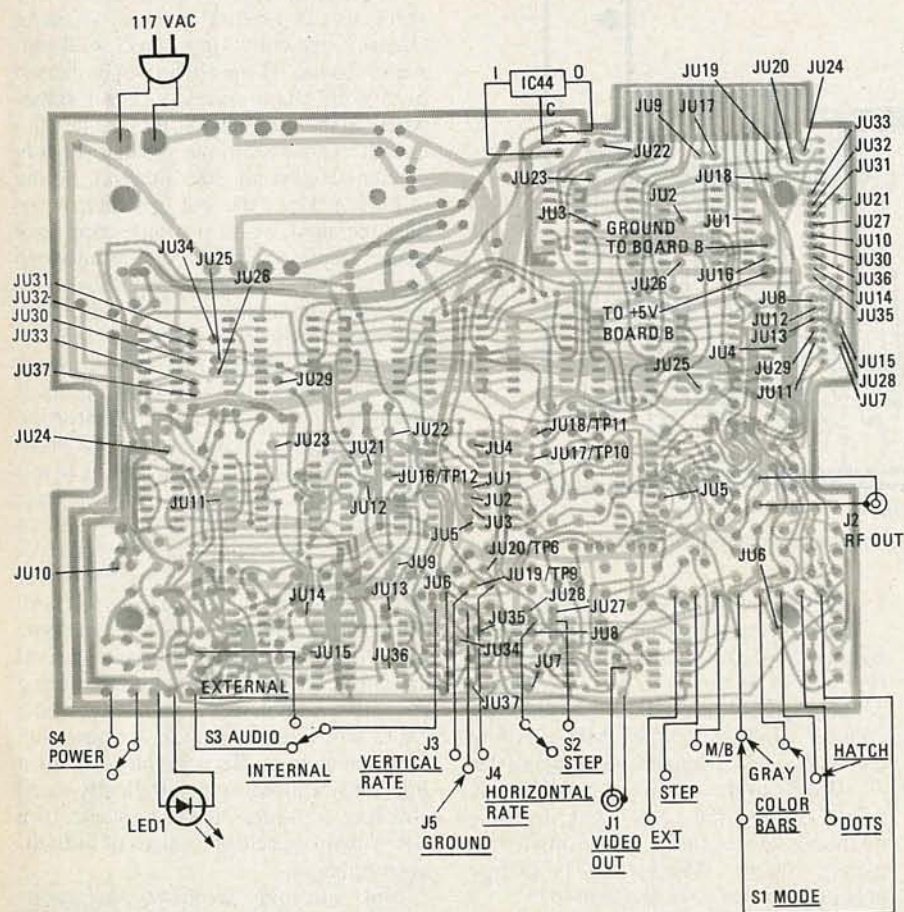 117 VAC
I IC44 O
C
JU9 JU17 JU19 JU20 JU24
JU22
JU33
JU32
JU31
JU23
JU18
JU2
JU21
JU3
GROUND
TO BOARD B
JU1
JU27
JU10
JU30
JU36
JU26
JU16
JU14
JU35
TO +5V
BOARD B
JU8
JU12
JU13
JU4
JU25
JU29
JU11
JU15
JU28
JU7
JU34
JU25
JU26
JU31
JU32
JU30
JU33
JU37
JU29
JU24
JU23
JU22
JU21
JU4
JU18/TP11
JU17/TP10
JU16/TP12
JU1
JU2
JU3
JU11
JU12
JU5
JU5
J2
RF OUT
JU20/TP6
JU9
JU19/TP9
JU10
JU6
JU6
JU14
JU13
JU28
JU27
JU35
JU8
JU34
JU15
JU36
JU7
JU37
EXTERNAL
S4
POWER
S3 AUDIO
INTERNAL
LED1
J3
VERTICAL
RATE
J5
GROUND
J4
HORIZONTAL
RATE
S2
STEP
J1
VIDEO
OUT
EXT
STEP
M/B
GRAY
COLOR
BARS
HATCH
DOTS
S1 MODE